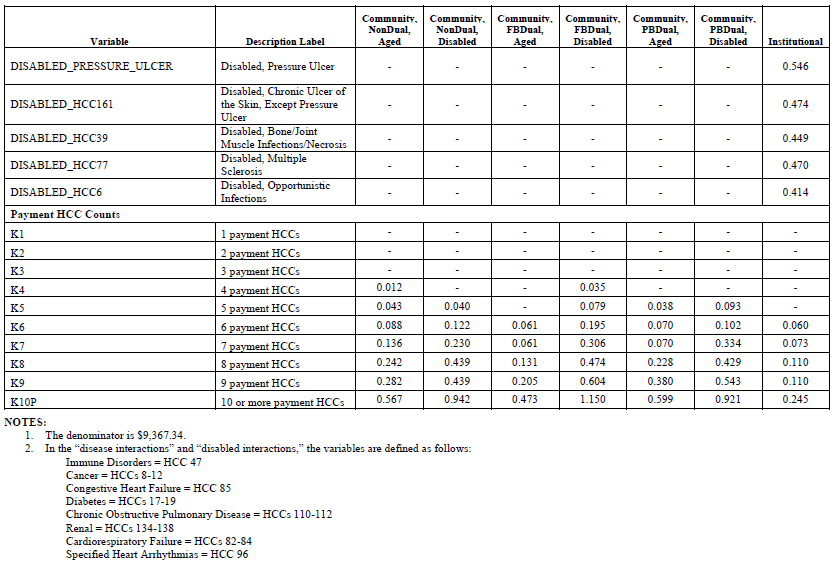 Variable Description Label Community, NonDual, Aged Community, NonDual, Disabled Community, FBDual, Aged Community, FBDual, Disabled Community, PBDual, Aged Community, PBDual, Disabled Institutional
DISABLED_PRESSURE_ULCER Disabled, Pressure Ulcer - - - - - - 0.546
DISABLED_HCC161 Disabled, Chronic Ulcer of the Skin, Except Pressure Ulcer - - - - - - 0.474
DISABLED_HCC39 Disabled, Bone/Joint Muscle Infections/Necrosis - - - - - - 0.449
DISABLED_HCC77 Disabled, Multiple Sclerosis - - - - - - 0.470
DISABLED_HCC6 Disabled, Opportunistic Infections - - - - - - 0.414
Payment HCC Counts
K1 1 payment HCCs - - - - - - -
K2 2 payment HCCs - - - - - - -
K3 3 payment HCCs - - - - - - -
K4 4 payment HCCs 0.012 - - 0.035 - - -
K5 5 payment HCCs 0.043 0.040 - 0.079 0.038 0.093 -
K6 6 payment HCCs 0.088 0.122 0.061 0.195 0.070 0.102 0.060
K7 7 payment HCCs 0.136 0.230 0.061 0.306 0.070 0.334 0.073
K8 8 payment HCCs 0.242 0.439 0.131 0.474 0.228 0.429 0.110
K9 9 payment HCCs 0.282 0.439 0.205 0.604 0.380 0.543 0.110
K10P 10 or more payment HCCs 0.567 0.942 0.473 1.150 0.599 0.921 0.245
NOTES:
1. The denominator is $9,367.34.
2. In the “disease interactions” and “disabled interactions,” the variables are defined as follows:
Immune Disorders = HCC 47
Cancer = HCCs 8-12
Congestive Heart Failure = HCC 85
Diabetes = HCCs 17-19
Chronic Obstructive Pulmonary Disease = HCCs 110-112
Renal = HCCs 134-138
Cardiorespiratory Failure = HCCs 82-84
Specified Heart Arrhythmias = HCC 96